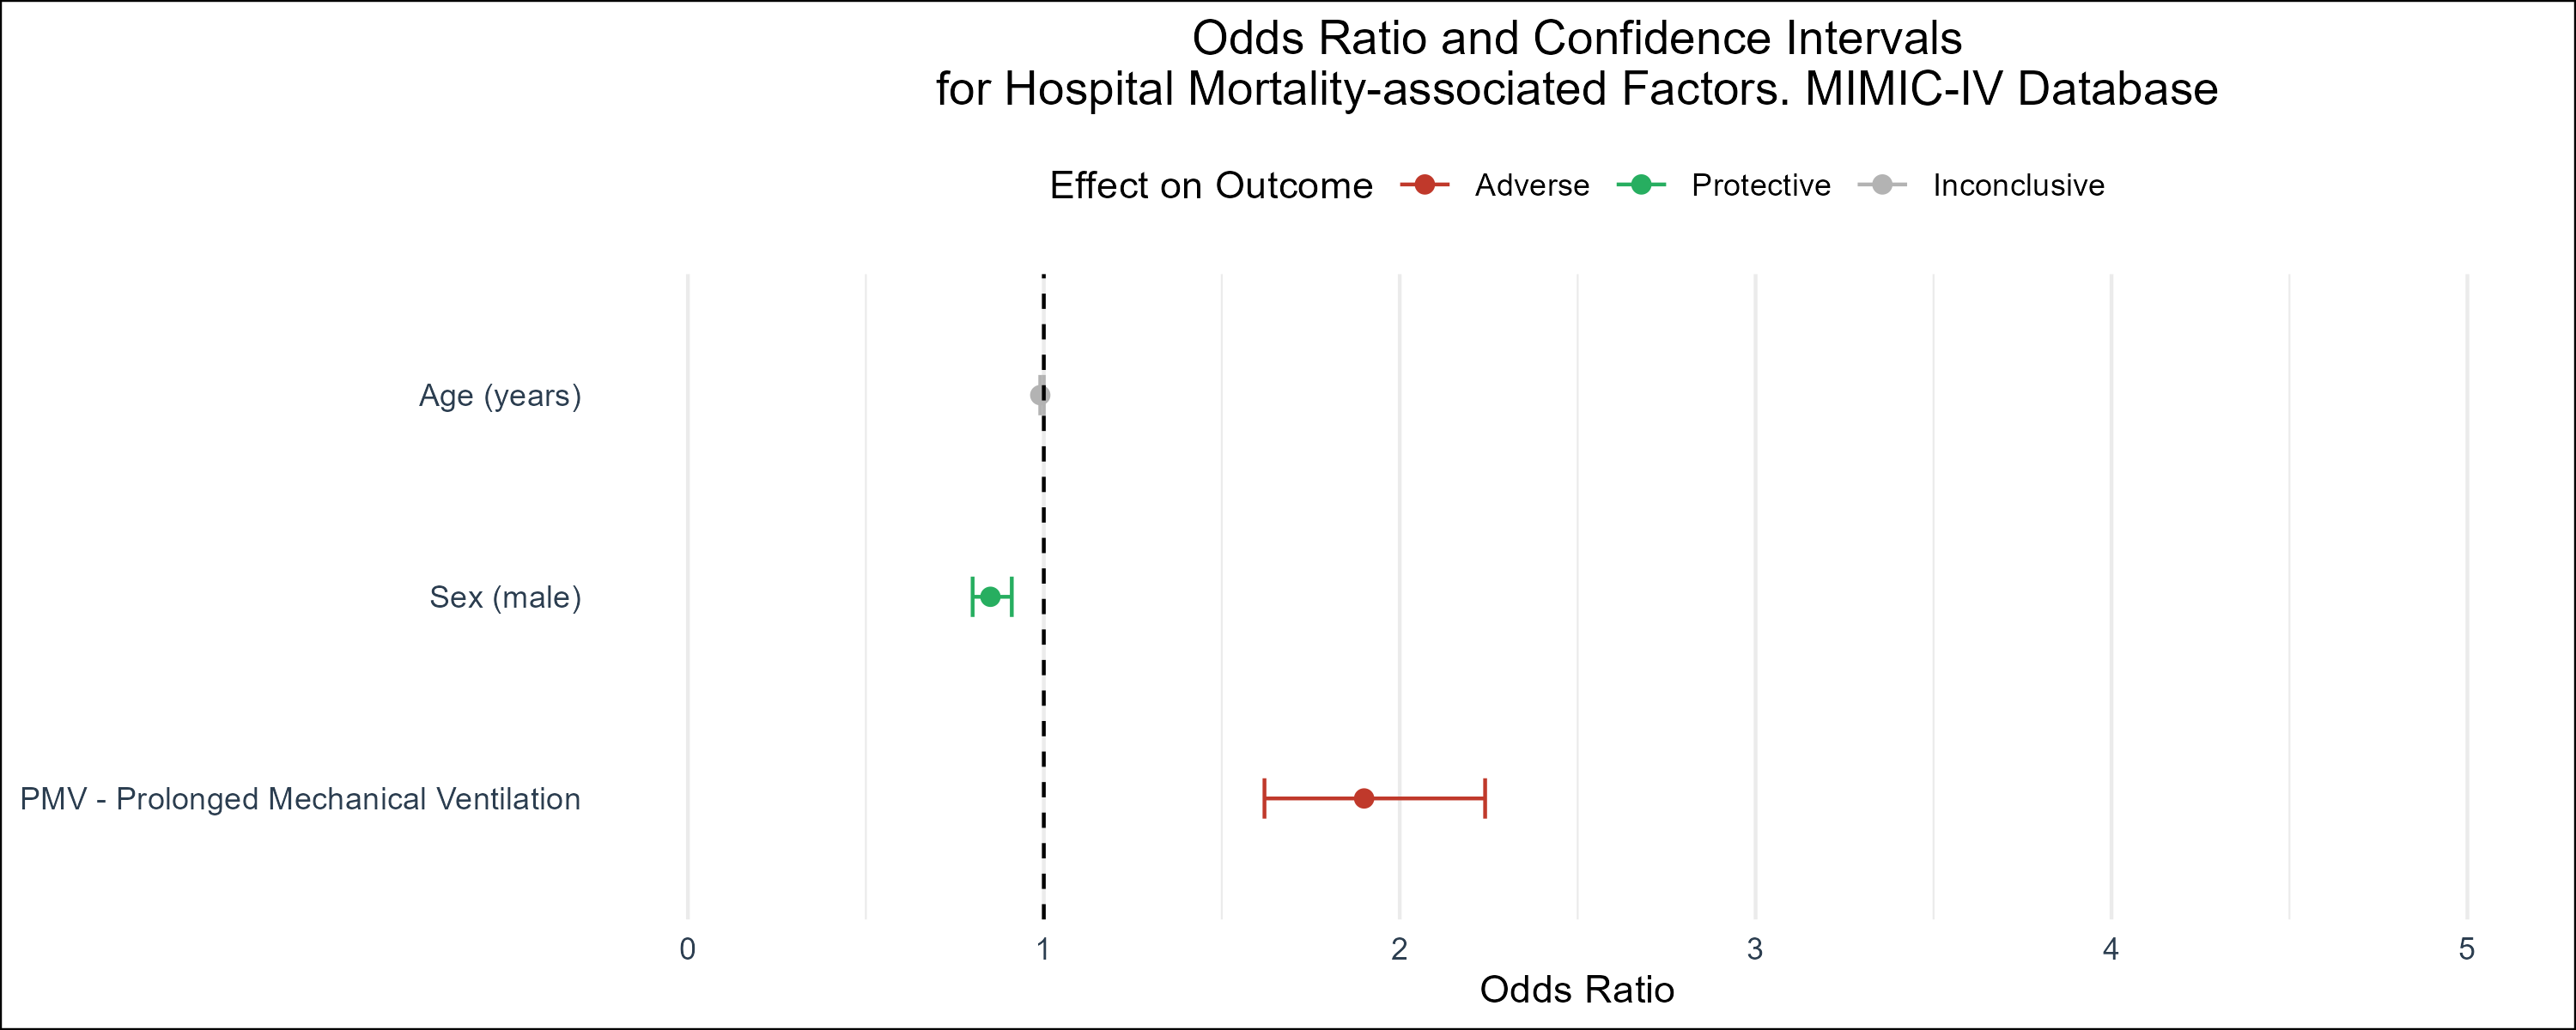 Odds Ratio and Confidence Intervals
for Hospital Mortality-associated Factors. MIMIC-IV Database
Effect on Outcome Adverse Protective Inconclusive
Age (years)
Sex (male)
PMV - Prolonged Mechanical Ventilation
0 1 2 3 4 5
Odds Ratio